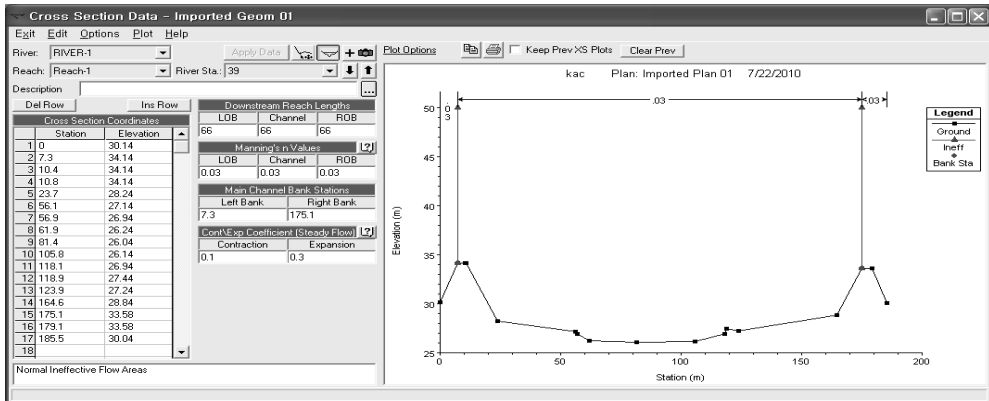 Cross Section Data - Imported Geom 01
Exit Edit Options Plot Help
River: RIVER-1 Apply Data
Reach: Reach-1 River Sta.: 39
Description ...
Del Row Ins Row
Cross Section Coordinates
Station Elevation
1 0 30.14
2 7.3 34.14
3 10.4 34.14
4 10.8 34.14
5 23.7 28.24
6 56.1 27.14
7 56.9 26.94
8 61.9 26.24
9 81.4 26.04
10 105.8 26.14
11 118.1 26.94
12 118.9 27.44
13 123.9 27.24
14 164.6 28.84
15 175.1 33.58
16 179.1 33.58
17 185.5 30.04
18
Downstream Reach Lengths
LOB Channel ROB
66 66 66
Manning's n Values
LOB Channel ROB
0.03 0.03 0.03
Main Channel Bank Stations
Left Bank Right Bank
7.3 175.1
Cont\Exp Coefficient (Steady Flow)
Contraction Expansion
0.1 0.3
Normal Ineffective Flow Areas
Plot Options Keep Prev XS Plots Clear Prev
kac Plan: Imported Plan 01 7/22/2010
.03 .03 .03
Legend
Ground
Ineff
Bank Sta
Elevation (m)
50
45
40
35
30
25
0 50 100 150 200
Station (m)